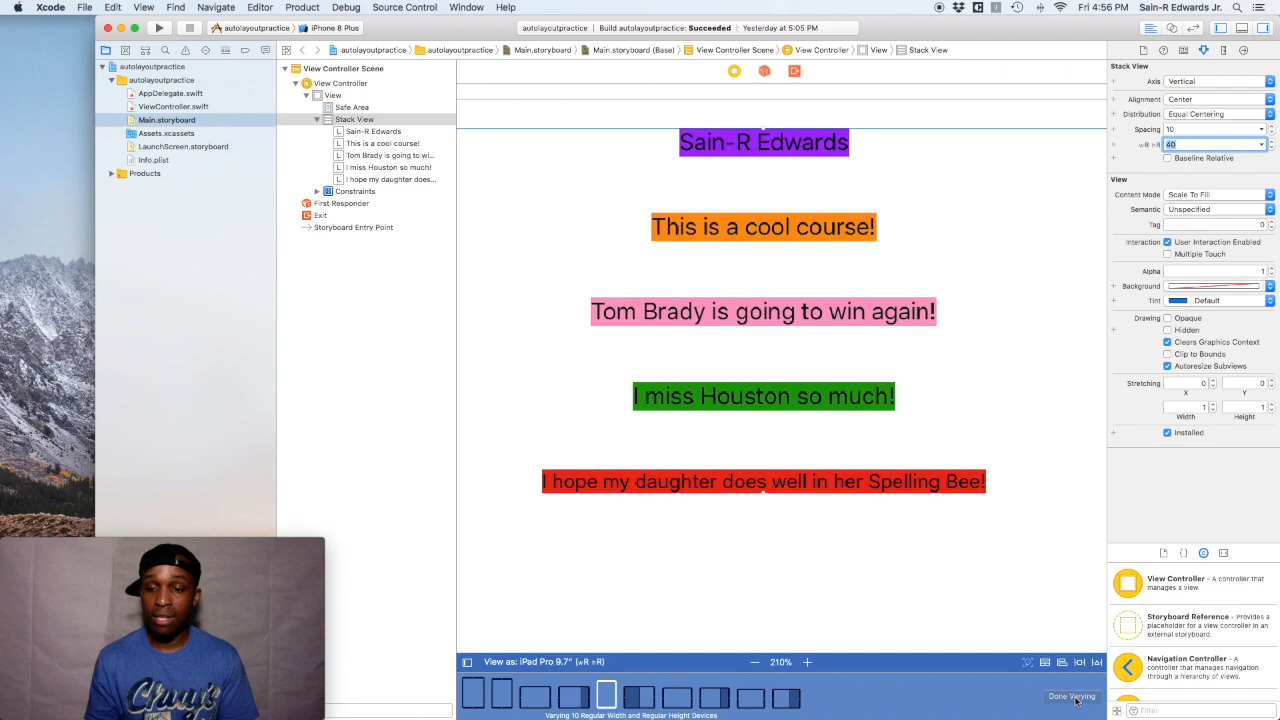 Xcode File Edit View Find Navigate Editor Product Debug Source Control Window Help
Fri 4:56 PM Sain-R Edwards Jr.
autolayoutpractice iPhone 8 Plus
autolayoutpractice | Build autolayoutpractice: Succeeded | Yesterday at 5:05 PM
autolayoutpractice autolayoutpractice Main.storyboard Main.storyboard (Base) View Controller Scene View Controller View Stack View
autolayoutpractice
autolayoutpractice
AppDelegate.swift
ViewController.swift
Main.storyboard
Assets.xcassets
LaunchScreen.storyboard
Info.plist
Products
View Controller Scene
View Controller
View
Safe Area
Stack View
L Sain-R Edwards
L This is a cool course!
L Tom Brady is going to wi...
L I miss Houston so much!
L I hope my daughter does...
Constraints
First Responder
Exit
Storyboard Entry Point
Sain-R Edwards
This is a cool course!
Tom Brady is going to win again!
I miss Houston so much!
I hope my daughter does well in her Spelling Bee!
View as: iPad Pro 9.7" (wR hR)
210%
Varying 10 Regular Width and Regular Height Devices
Done Varying
Stack View
Axis Vertical
Alignment Center
Distribution Equal Centering
Spacing 10
wR hR 40
Baseline Relative
View
Content Mode Scale To Fill
Semantic Unspecified
Tag 0
Interaction User Interaction Enabled
Multiple Touch
Alpha 1
Background
Tint Default
Drawing Opaque
Hidden
Clears Graphics Context
Clip to Bounds
Autoresize Subviews
Stretching 0 0
X Y
1 1
Width Height
Installed
View Controller - A controller that
manages a view.
Storyboard Reference - Provides a
placeholder for a view controller in an
external storyboard.
Navigation Controller - A
controller that manages navigation
through a hierarchy of views.
Filter